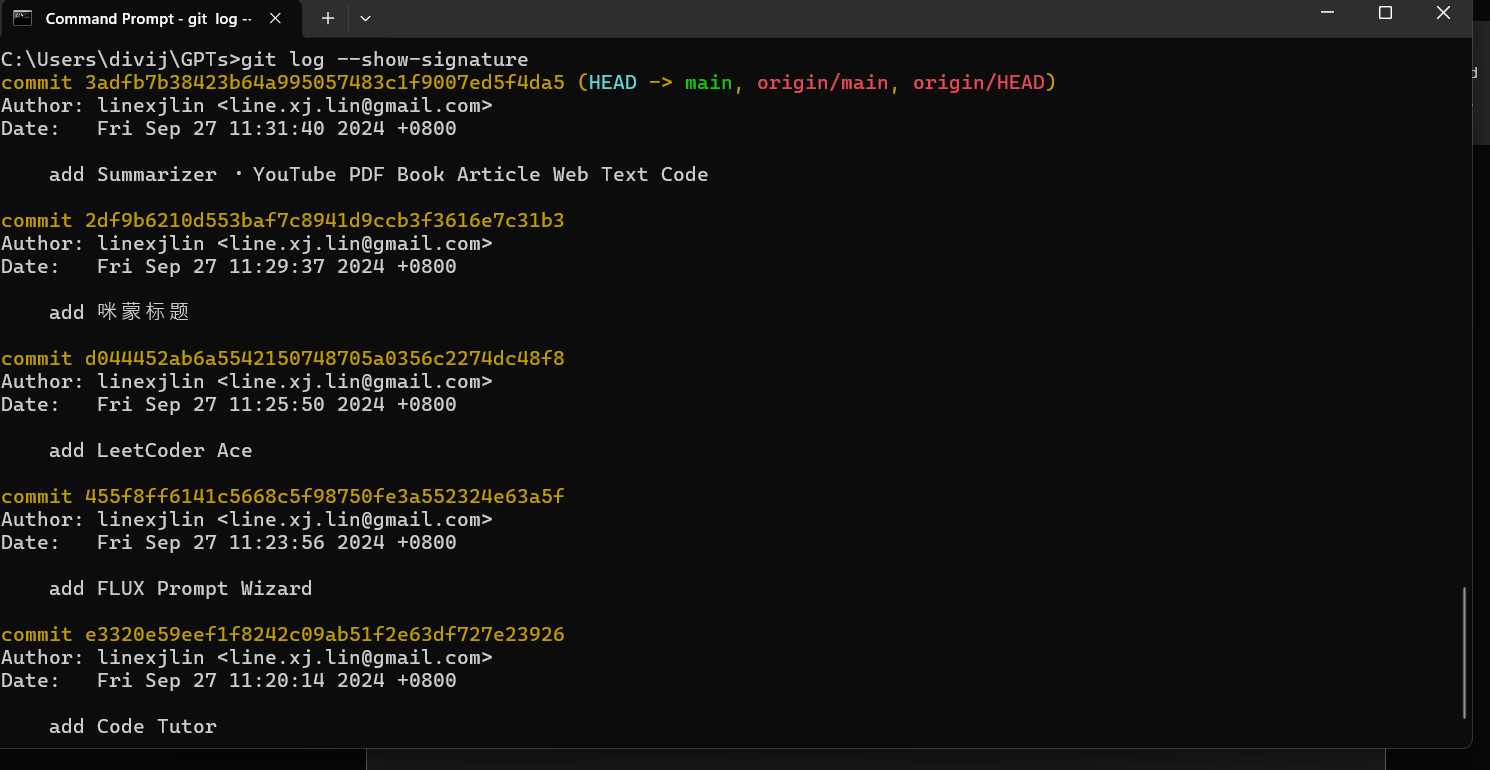 Command Prompt - git log --
C:\Users\divij\GPTs>git log --show-signature
commit 3adfb7b38423b64a995057483c1f9007ed5f4da5 (HEAD -> main, origin/main, origin/HEAD)
Author: linexjlin <line.xj.lin@gmail.com>
Date:   Fri Sep 27 11:31:40 2024 +0800
add Summarizer · YouTube PDF Book Article Web Text Code
commit 2df9b6210d553baf7c8941d9ccb3f3616e7c31b3
Author: linexjlin <line.xj.lin@gmail.com>
Date:   Fri Sep 27 11:29:37 2024 +0800
add 咪蒙标题
commit d044452ab6a5542150748705a0356c2274dc48f8
Author: linexjlin <line.xj.lin@gmail.com>
Date:   Fri Sep 27 11:25:50 2024 +0800
add LeetCoder Ace
commit 455f8ff6141c5668c5f98750fe3a552324e63a5f
Author: linexjlin <line.xj.lin@gmail.com>
Date:   Fri Sep 27 11:23:56 2024 +0800
add FLUX Prompt Wizard
commit e3320e59eef1f8242c09ab51f2e63df727e23926
Author: linexjlin <line.xj.lin@gmail.com>
Date:   Fri Sep 27 11:20:14 2024 +0800
add Code Tutor